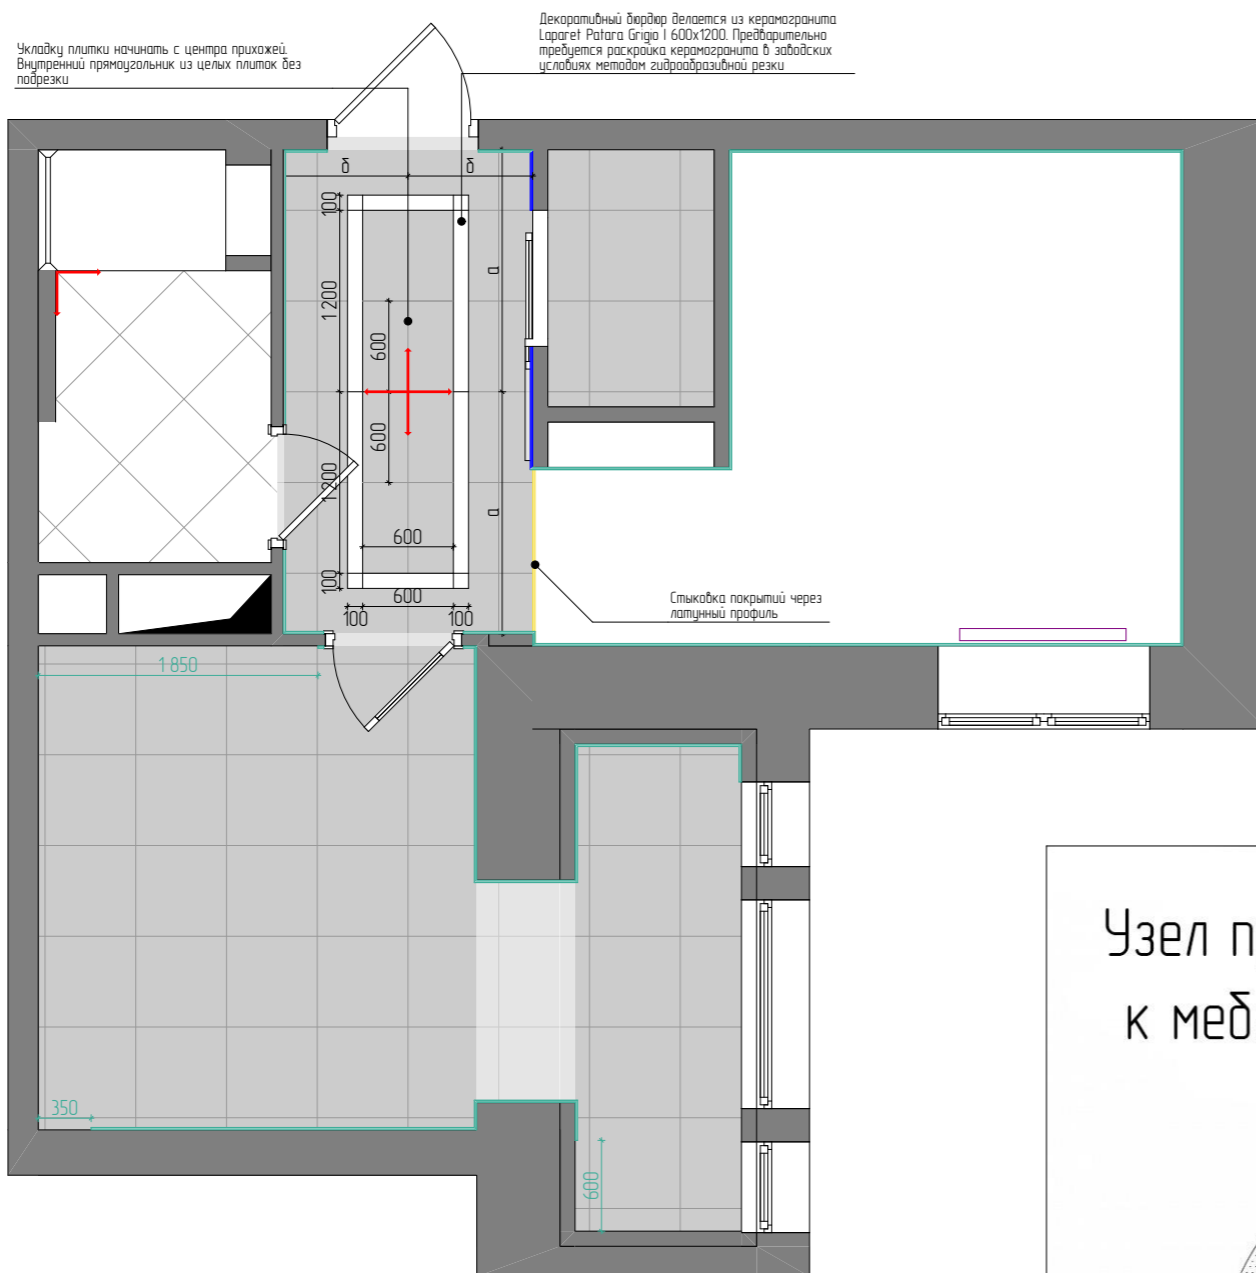 Укладку плитки начинать с центра прихожей.
Внутренний прямоугольник из целых плиток без
подрезки
Декоративный бюрдюр делается из керамогранита
Laparet Patara Grigio | 600x1200. Предварительно
требуется раскройка керамогранита в заводских
условиях методом гидроабразивной резки
б
б
100
1200
600
а
600
1200
600
а
100
600
100
100
Стыковка покрытий через
латунный профиль
1 850
350
600
Узел п
к меб